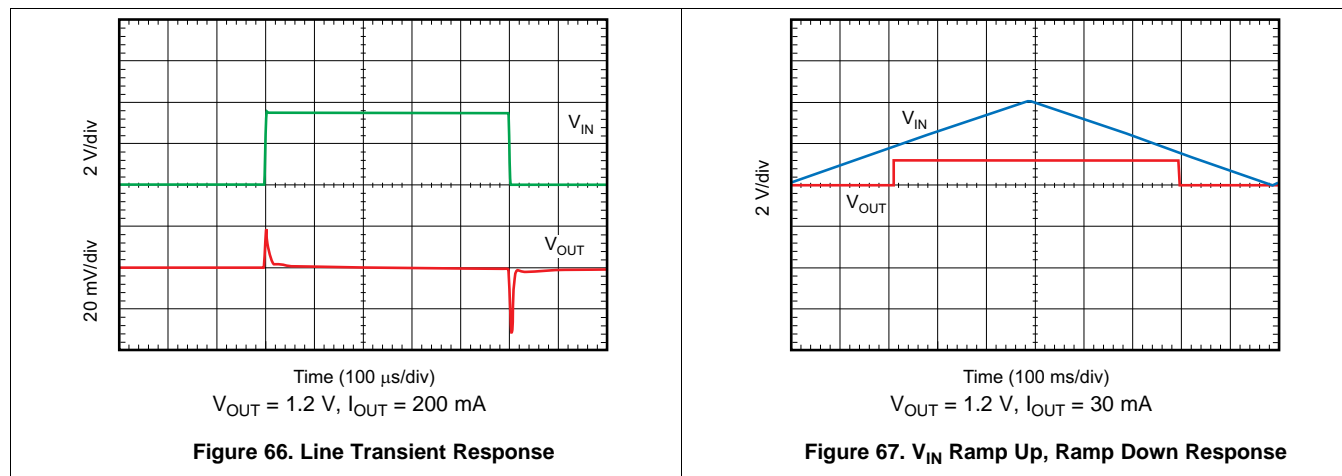 2 V/div
20 mV/div
V_IN
V_OUT
Time (100 μs/div)
V_OUT = 1.2 V, I_OUT = 200 mA
Figure 66. Line Transient Response
2 V/div
V_IN
V_OUT
Time (100 ms/div)
V_OUT = 1.2 V, I_OUT = 30 mA
Figure 67. V_IN Ramp Up, Ramp Down Response